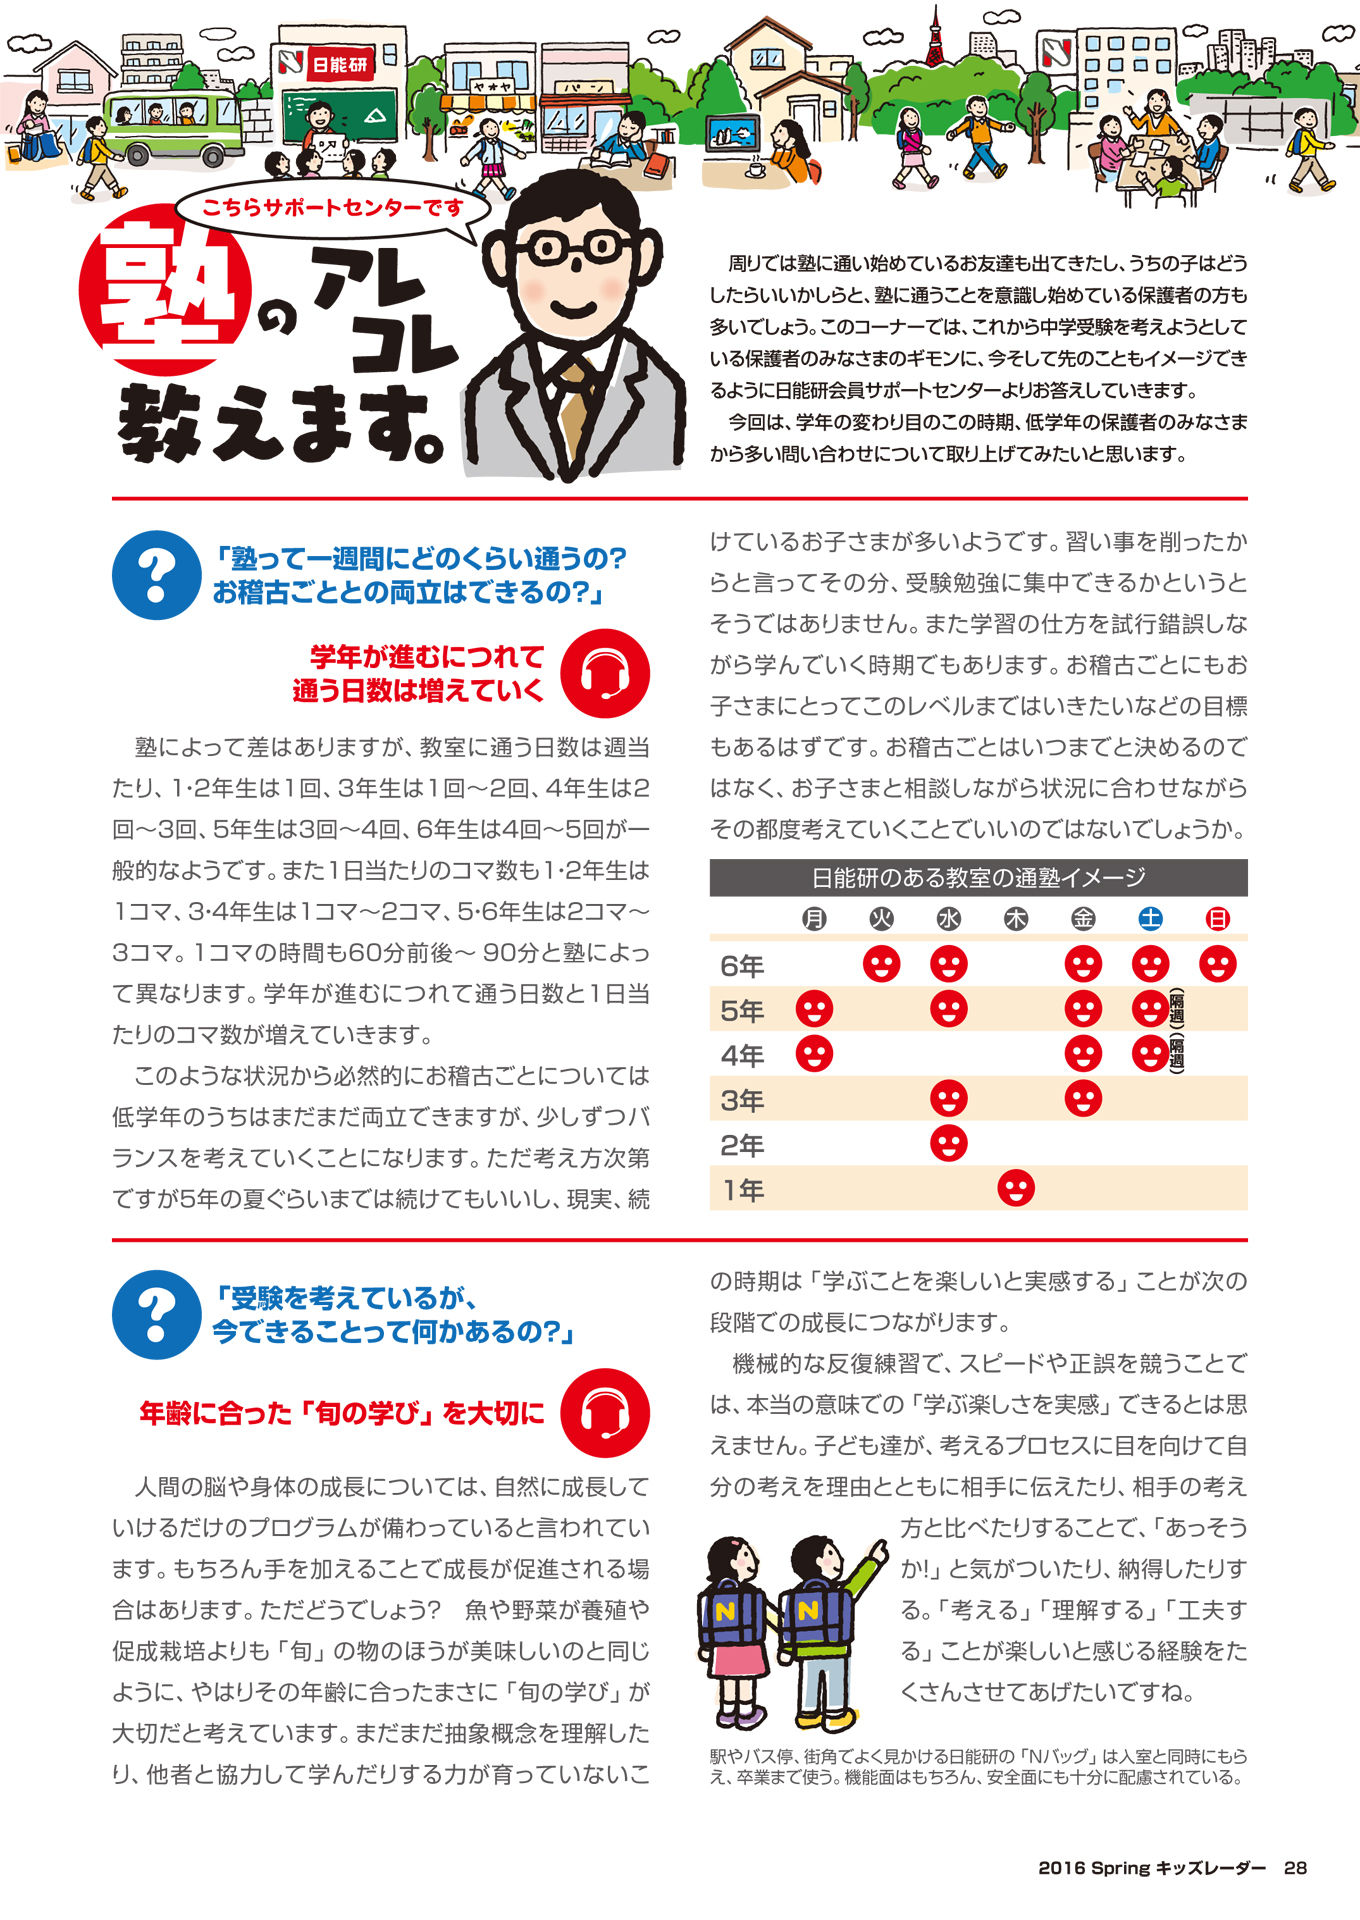 日能研
ヤオヤ
パン
こちらサポートセンターです
塾のアレ
コレ
教えます。
　周りでは塾に通い始めているお友達も出てきたし、うちの子はどう
したらいいかしらと、塾に通うことを意識し始めている保護者の方も
多いでしょう。このコーナーでは、これから中学受験を考えようとして
いる保護者のみなさまのギモンに、今そして先のこともイメージでき
るように日能研会員サポートセンターよりお答えしていきます。
　今回は、学年の変わり目のこの時期、低学年の保護者のみなさま
から多い問い合わせについて取り上げてみたいと思います。
?
「塾って一週間にどのくらい通うの?
お稽古ごととの両立はできるの?」
学年が進むにつれて
通う日数は増えていく
　塾によって差はありますが、教室に通う日数は週当
たり、1・2年生は1回、3年生は1回～2回、4年生は2
回～3回、5年生は3回～4回、6年生は4回～5回が一
般的なようです。また1日当たりのコマ数も1・2年生は
1コマ、3・4年生は1コマ～2コマ、5・6年生は2コマ～
3コマ。1コマの時間も60分前後～ 90分と塾によっ
て異なります。学年が進むにつれて通う日数と1日当
たりのコマ数が増えていきます。
　このような状況から必然的にお稽古ごとについては
低学年のうちはまだまだ両立できますが、少しずつバ
ランスを考えていくことになります。ただ考え方次第
ですが5年の夏ぐらいまでは続けてもいいし、現実、続
けているお子さまが多いようです。習い事を削ったか
らと言ってその分、受験勉強に集中できるかというと
そうではありません。また学習の仕方を試行錯誤しな
がら学んでいく時期でもあります。お稽古ごとにもお
子さまにとってこのレベルまではいきたいなどの目標
もあるはずです。お稽古ごとはいつまでと決めるので
はなく、お子さまと相談しながら状況に合わせながら
その都度考えていくことでいいのではないでしょうか。
日能研のある教室の通塾イメージ
月 火 水 木 金 土 日
6年
5年 (隔週)
4年 (隔週)
3年
2年
1年
?
「受験を考えているが、
今できることって何かあるの?」
年齢に合った「旬の学び」を大切に
　人間の脳や身体の成長については、自然に成長して
いけるだけのプログラムが備わっていると言われてい
ます。もちろん手を加えることで成長が促進される場
合はあります。ただどうでしょう?　魚や野菜が養殖や
促成栽培よりも「旬」の物のほうが美味しいのと同じ
ように、やはりその年齢に合ったまさに「旬の学び」が
大切だと考えています。まだまだ抽象概念を理解した
り、他者と協力して学んだりする力が育っていないこ
の時期は「学ぶことを楽しいと実感する」ことが次の
段階での成長につながります。
　機械的な反復練習で、スピードや正誤を競うことで
は、本当の意味での「学ぶ楽しさを実感」できるとは思
えません。子ども達が、考えるプロセスに目を向けて自
分の考えを理由とともに相手に伝えたり、相手の考え
方と比べたりすることで、「あっそう
か!」と気がついたり、納得したりす
る。「考える」「理解する」「工夫す
る」ことが楽しいと感じる経験をた
くさんさせてあげたいですね。
N N
駅やバス停、街角でよく見かける日能研の「Nバッグ」は入室と同時にもら
え、卒業まで使う。機能面はもちろん、安全面にも十分に配慮されている。
2016 Spring キッズレーダー　28